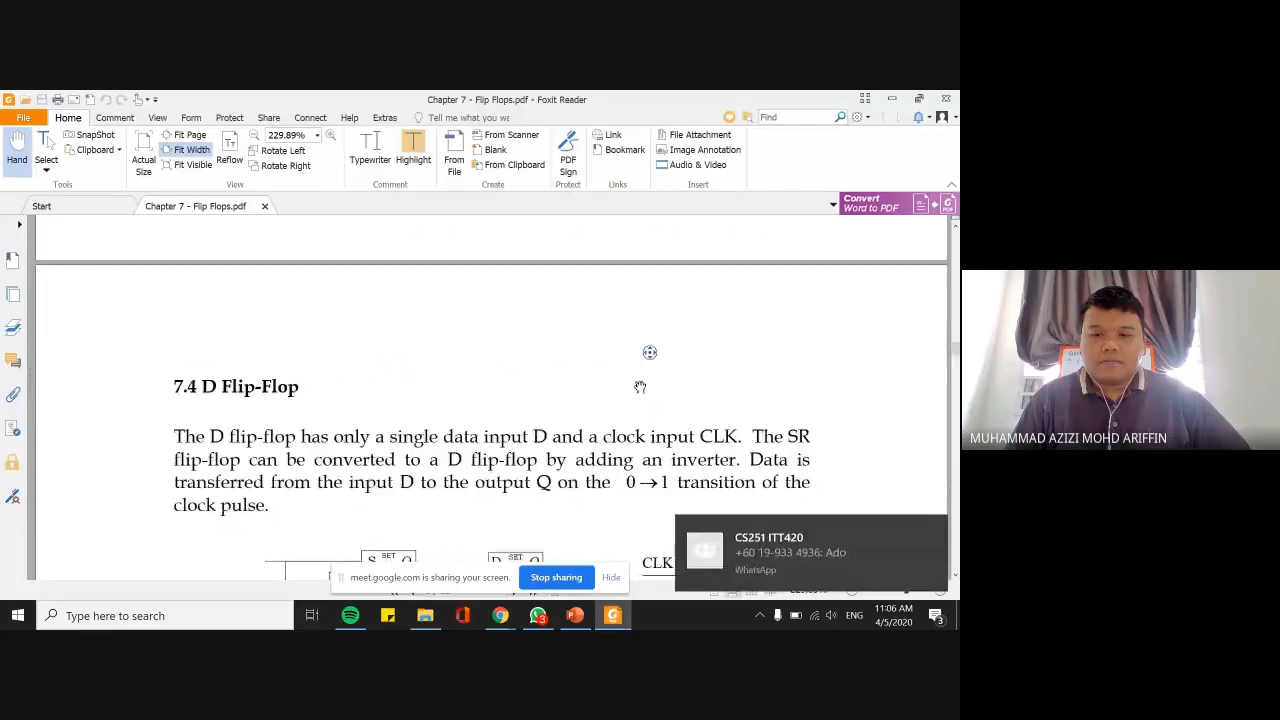 Chapter 7 - Flip Flops.pdf - Foxit Reader
File Home Comment View Form Protect Share Connect Help Extras Tell me what you wa Find
SnapShot Fit Page 229.89% From Scanner Link File Attachment
Clipboard Fit Width Rotate Left Blank Bookmark Image Annotation
Hand Select Actual Size Reflow Fit Visible Rotate Right Typewriter Highlight From File From Clipboard PDF Sign Audio & Video
Tools View Comment Create Protect Links Insert
Start Chapter 7 - Flip Flops.pdf Convert Word to PDF
7.4 D Flip-Flop
The D flip-flop has only a single data input D and a clock input CLK. The SR
flip-flop can be converted to a D flip-flop by adding an inverter. Data is
transferred from the input D to the output Q on the 0→1 transition of the
clock pulse.
S SET Q D SET Q CLK
MUHAMMAD AZIZI MOHD ARIFFIN
CS251 ITT420
+60 19-933 4936: Ado
WhatsApp
meet.google.com is sharing your screen. Stop sharing Hide
Type here to search 3 ENG 11:06 AM
4/5/2020 3